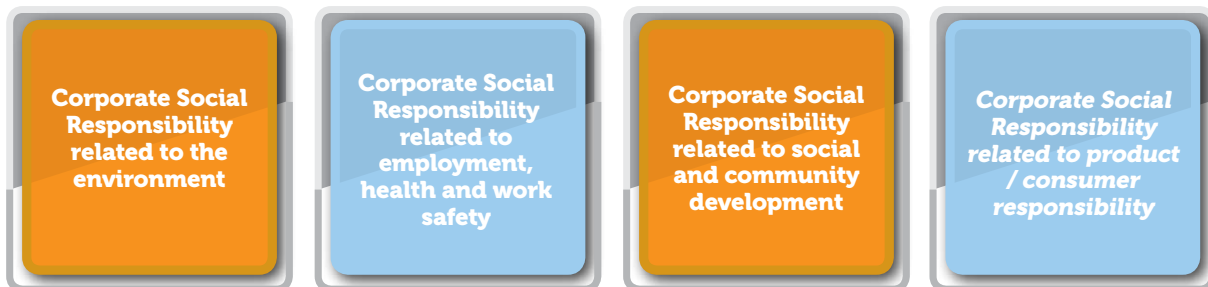 Corporate Social
Responsibility
related to the
environment
Corporate Social
Responsibility
related to
employment,
health and work
safety
Corporate Social
Responsibility
related to social
and community
development
Corporate Social
Responsibility
related to product
/ consumer
responsibility